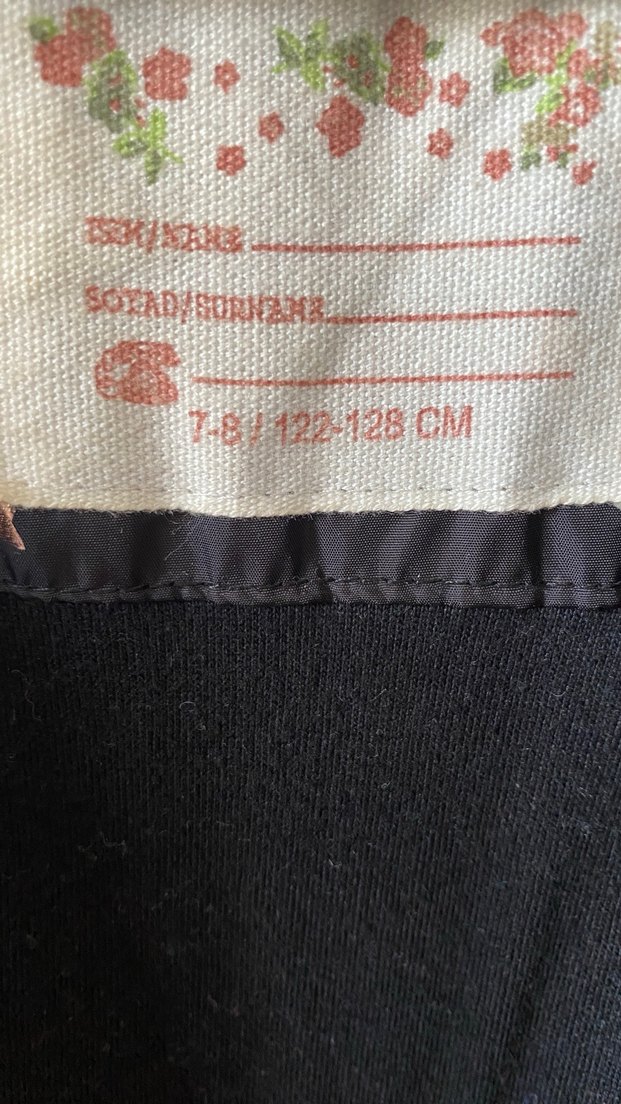 ISIM/NAME
SOYAD/SURNAME
7-8 / 122-128 CM